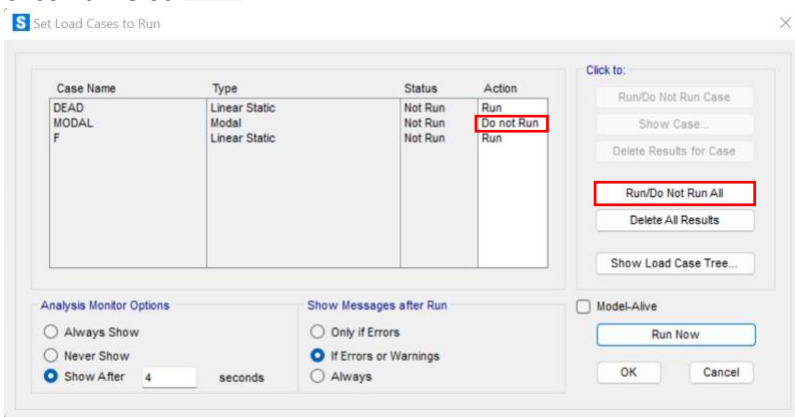 S Set Load Cases to Run
Click to:
Case Name Type Status Action
DEAD Linear Static Not Run Run
MODAL Modal Not Run Do not Run
F Linear Static Not Run Run
Run/Do Not Run Case
Show Case...
Delete Results for Case
Run/Do Not Run All
Delete All Results
Show Load Case Tree...
Analysis Monitor Options
Always Show
Never Show
Show After 4 seconds
Show Messages after Run
Only if Errors
If Errors or Warnings
Always
Model-Alive
Run Now
OK Cancel